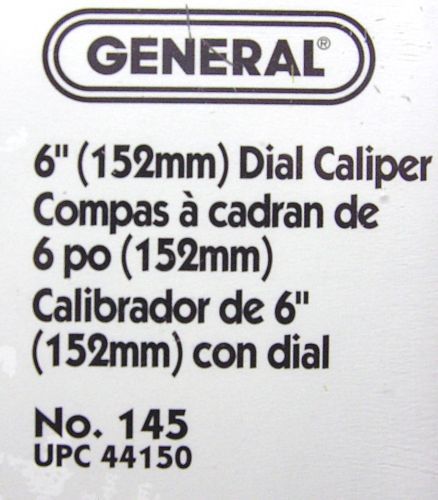 GENERAL®
6" (152mm) Dial Caliper
Compas à cadran de
6 po (152mm)
Calibrador de 6"
(152mm) con dial
No. 145
UPC 44150